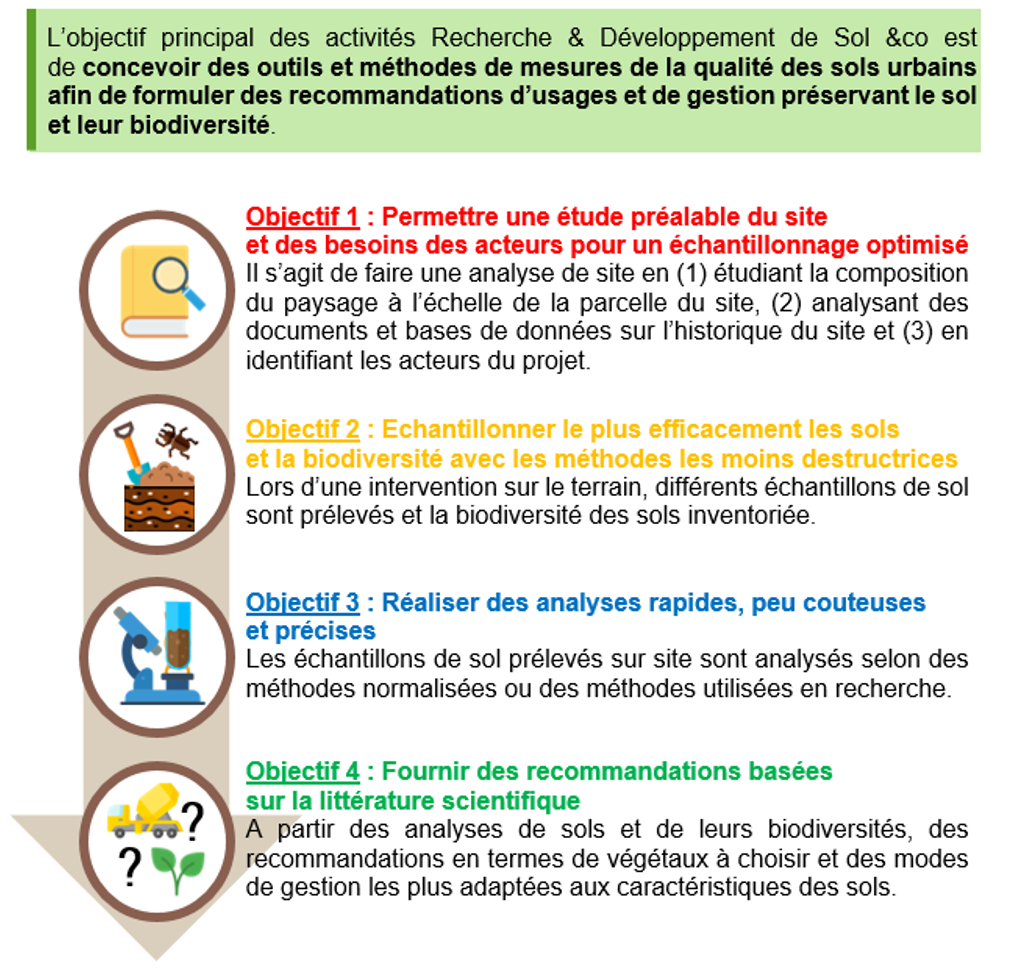 L’objectif principal des activités Recherche & Développement de Sol &co est
de concevoir des outils et méthodes de mesures de la qualité des sols urbains
afin de formuler des recommandations d’usages et de gestion préservant le sol
et leur biodiversité.
Objectif 1 : Permettre une étude préalable du site
et des besoins des acteurs pour un échantillonnage optimisé
Il s’agit de faire une analyse de site en (1) étudiant la composition
du paysage à l’échelle de la parcelle du site, (2) analysant des
documents et bases de données sur l’historique du site et (3) en
identifiant les acteurs du projet.
Objectif 2 : Echantillonner le plus efficacement les sols
et la biodiversité avec les méthodes les moins destructrices
Lors d’une intervention sur le terrain, différents échantillons de sol
sont prélevés et la biodiversité des sols inventoriée.
Objectif 3 : Réaliser des analyses rapides, peu couteuses
et précises
Les échantillons de sol prélevés sur site sont analysés selon des
méthodes normalisées ou des méthodes utilisées en recherche.
Objectif 4 : Fournir des recommandations basées
sur la littérature scientifique
A partir des analyses de sols et de leurs biodiversités, des
recommandations en termes de végétaux à choisir et des modes
de gestion les plus adaptées aux caractéristiques des sols.
?
?